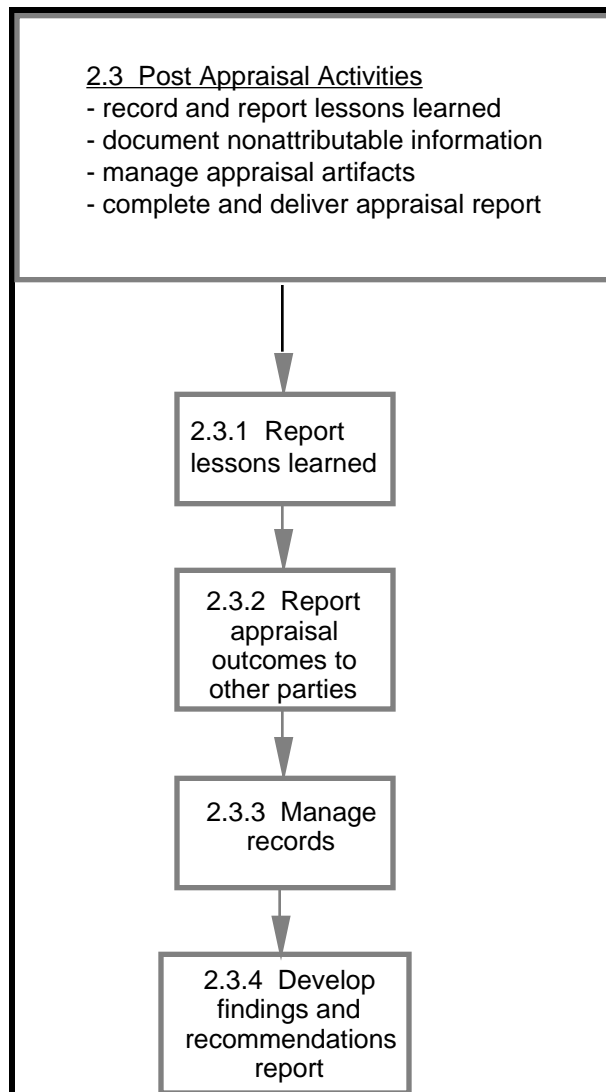 2.3 Post Appraisal Activities
- record and report lessons learned
- document nonattributable information
- manage appraisal artifacts
- complete and deliver appraisal report
2.3.1 Report
lessons learned
2.3.2 Report
appraisal
outcomes to
other parties
2.3.3 Manage
records
2.3.4 Develop
findings and
recommendations
report